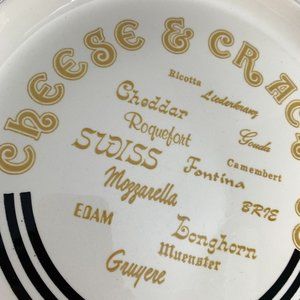 CHEESE & CRAC
Ricotta
Liederkranz
Cheddar
Gouda
Roquefort
Camembert
SWISS
Fontina
Mozzarella
BRIE
EDAM
Longhorn
Muenster
Gruyere